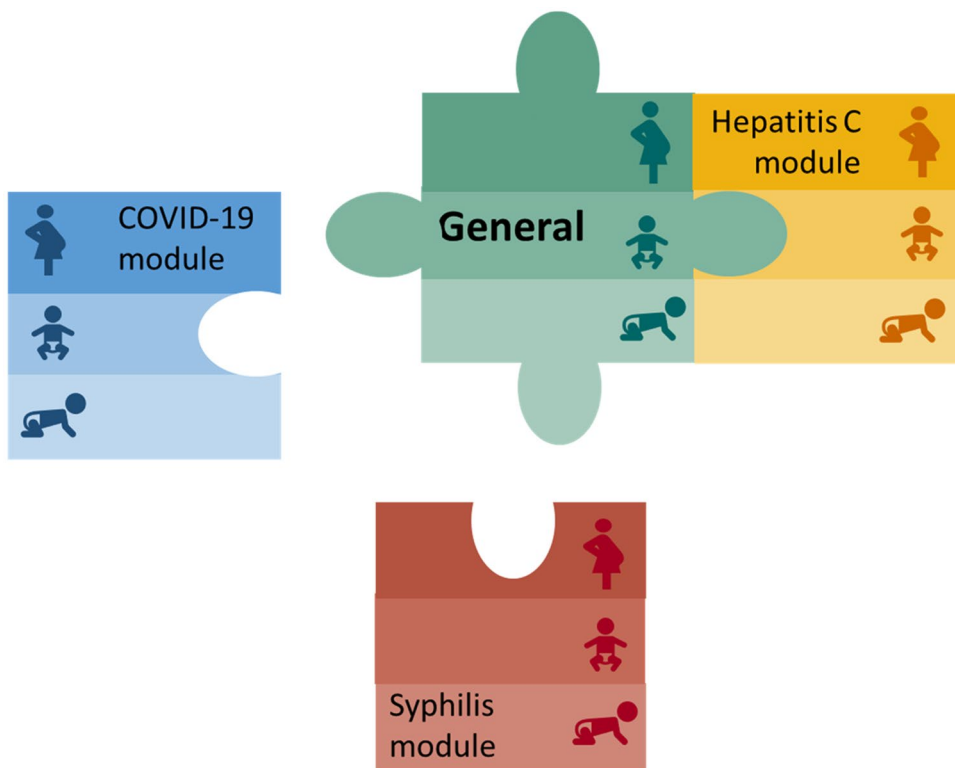 Hepatitis C
module
COVID-19
module
General
Syphilis
module